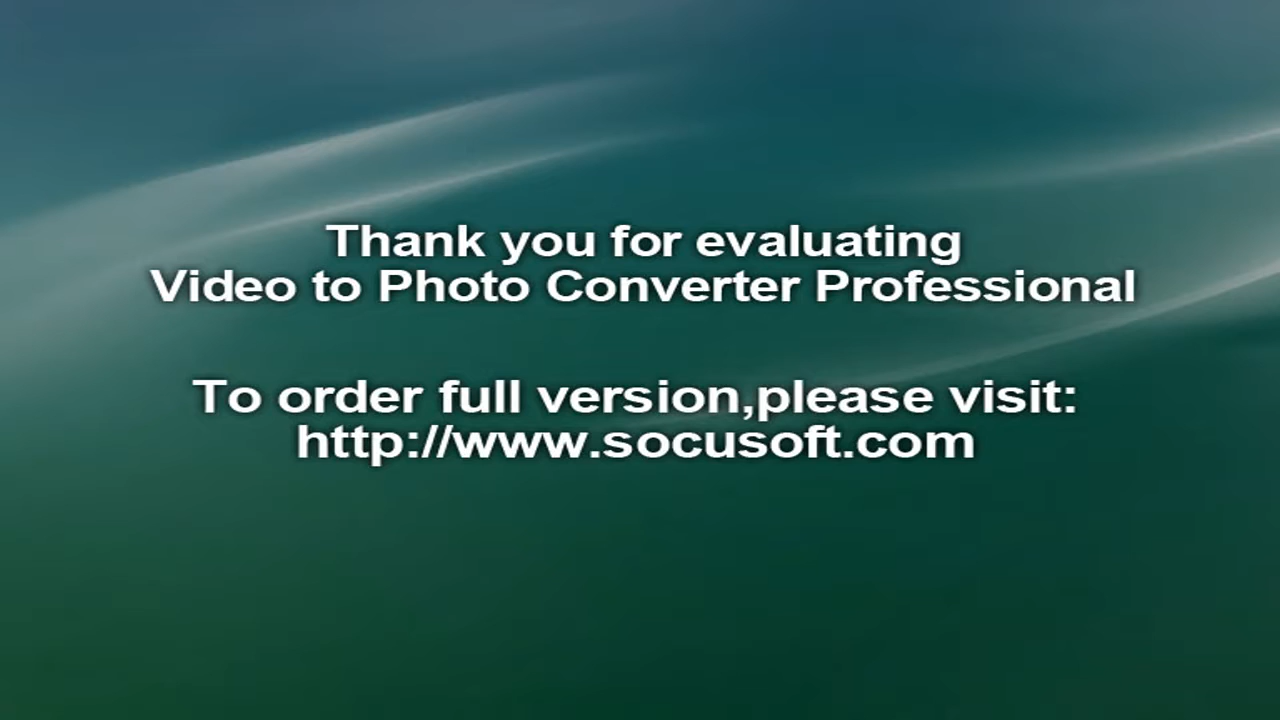 Thank you for evaluating
Video to Photo Converter Professional
To order full version,please visit:
http://www.socusoft.com